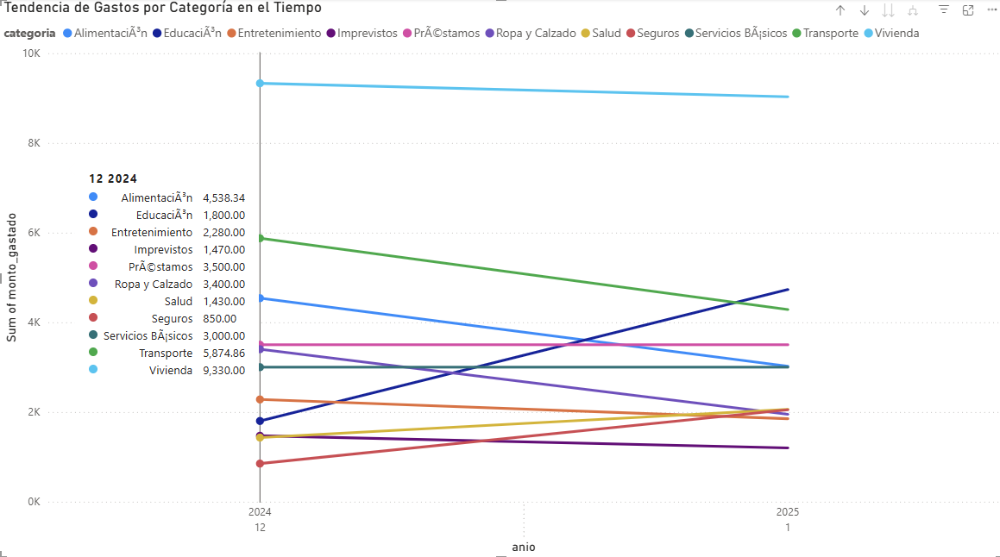 Tendencia de Gastos por Categoría en el Tiempo
categoria AlimentaciÃ³n EducaciÃ³n Entretenimiento Imprevistos PrÃ©stamos Ropa y Calzado Salud Seguros Servicios BÃ¡sicos Transporte Vivienda
10K
8K
6K
4K
2K
0K
Sum of monto_gastado
12 2024
AlimentaciÃ³n 4,538.34
EducaciÃ³n 1,800.00
Entretenimiento 2,280.00
Imprevistos 1,470.00
PrÃ©stamos 3,500.00
Ropa y Calzado 3,400.00
Salud 1,430.00
Seguros 850.00
Servicios BÃ¡sicos 3,000.00
Transporte 5,874.86
Vivienda 9,330.00
2024 2025
12 1
anio